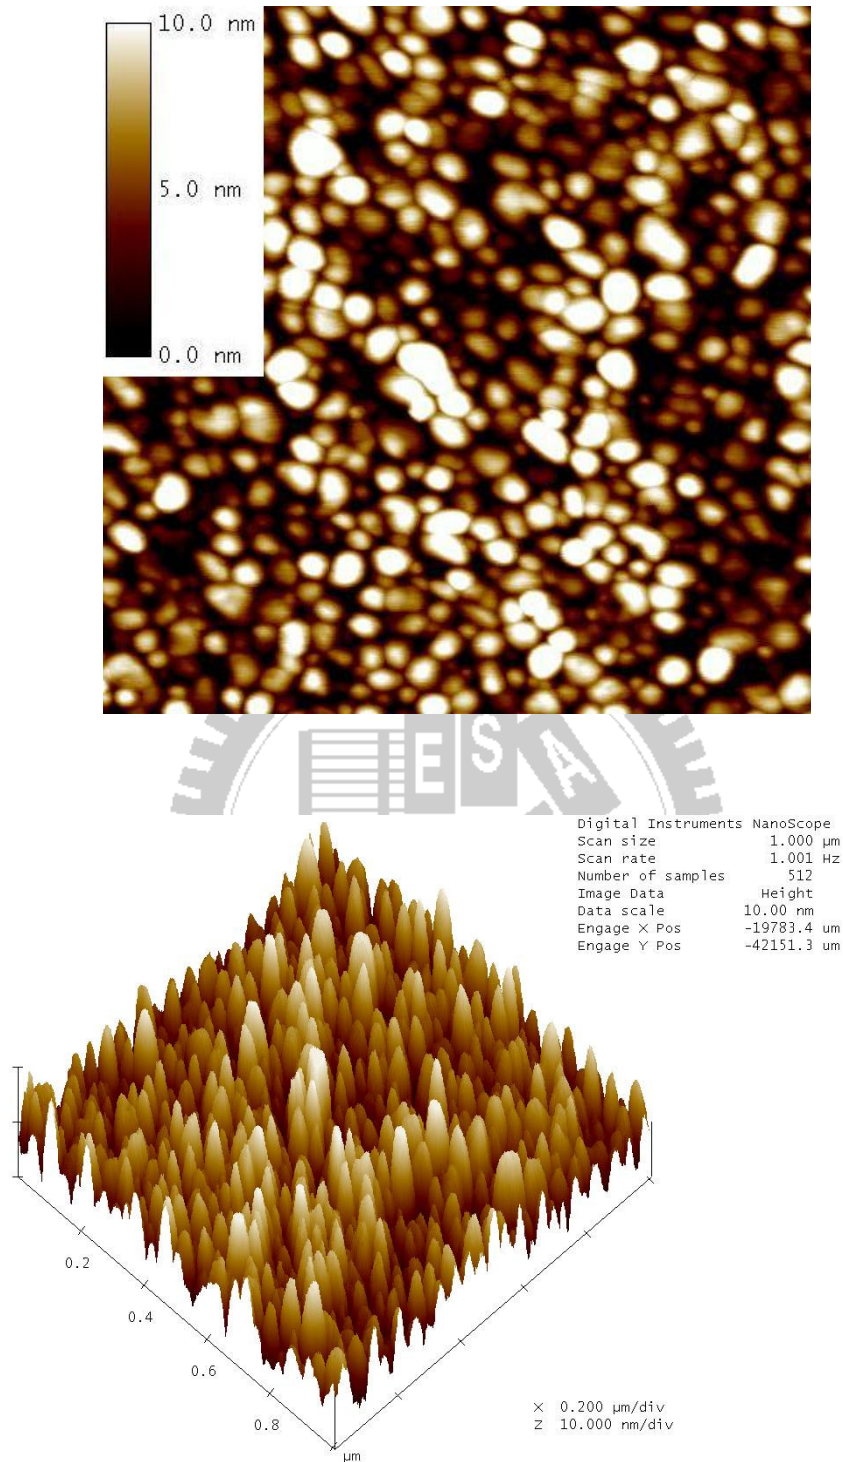 10.0 nm
5.0 nm
0.0 nm
ESA
Digital Instruments NanoScope
Scan size 1.000 µm
Scan rate 1.001 Hz
Number of samples 512
Image Data Height
Data scale 10.00 nm
Engage X Pos -19783.4 um
Engage Y Pos -42151.3 um
0.2
0.4
0.6
0.8
µm
X 0.200 µm/div
Z 10.000 nm/div